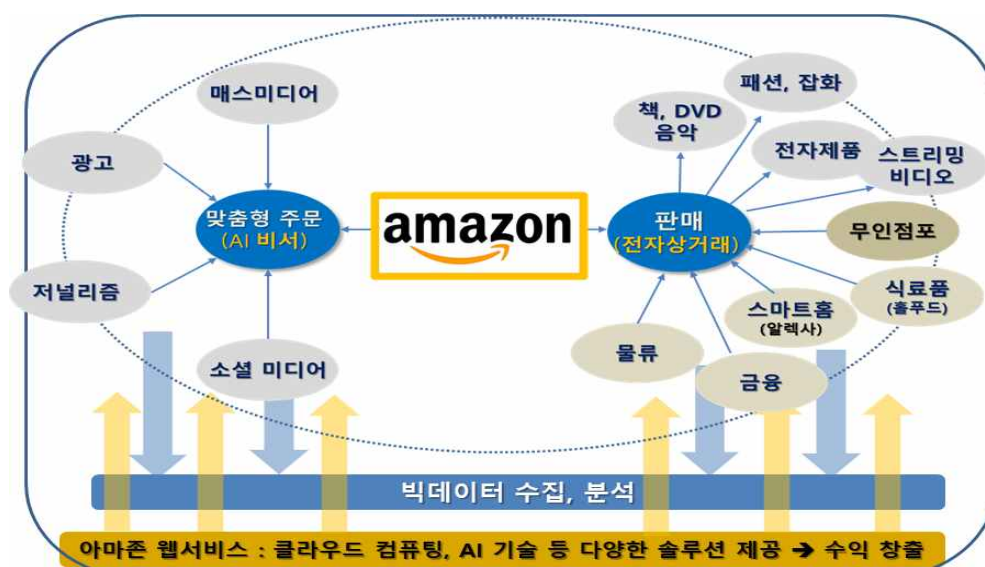 매스미디어
광고
맞춤형 주문
(AI 비서)
저널리즘
소셜 미디어
amazon
책, DVD
음악
패션, 잡화
전자제품
스트리밍
비디오
판매
(전자상거래)
무인점포
식료품
(홀푸드)
스마트홈
(알렉사)
물류
금융
빅데이터 수집, 분석
아마존 웹서비스 : 클라우드 컴퓨팅, AI 기술 등 다양한 솔루션 제공 ➔ 수익 창출